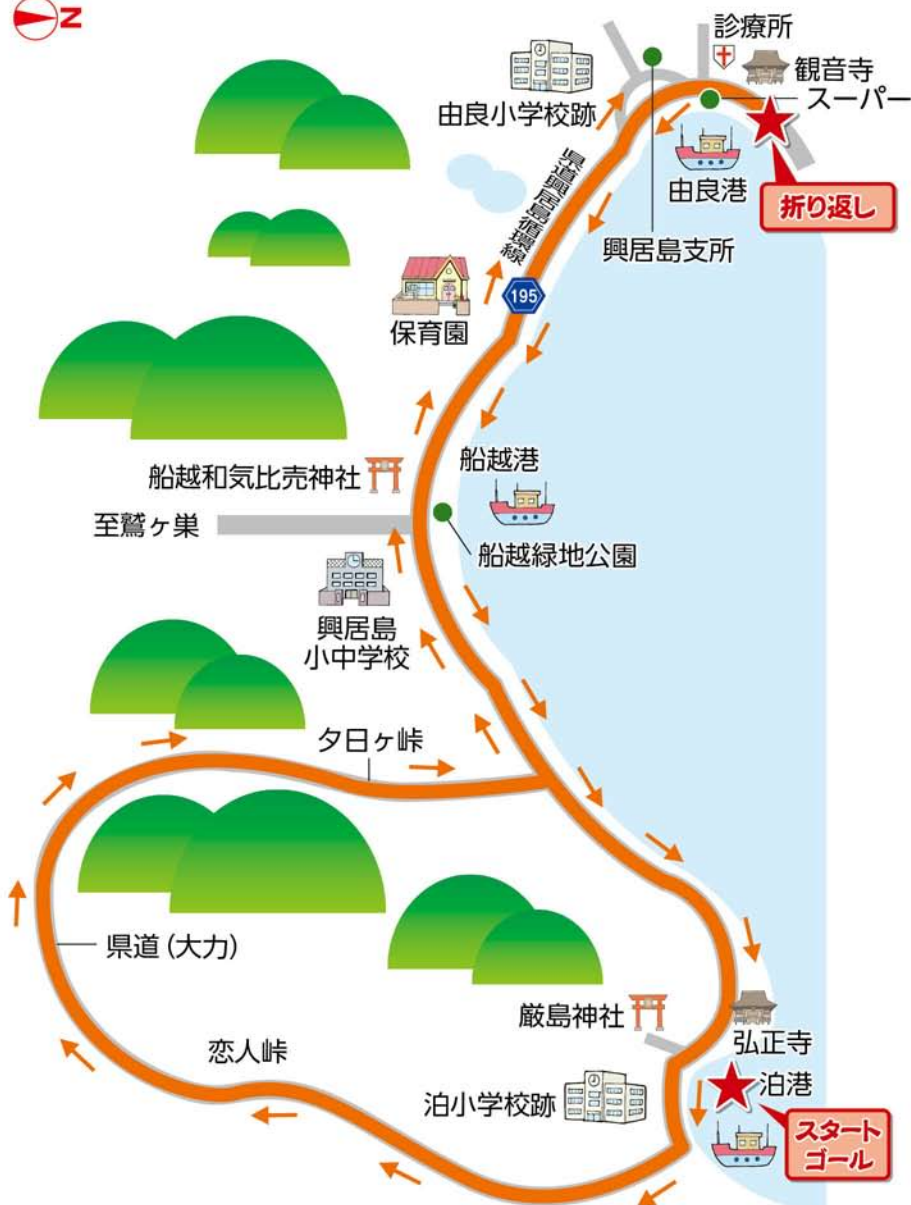 N
診療所
観音寺
スーパー
由良小学校跡
由良港
折り返し
県道興居島循環線
興居島支所
195
保育園
船越港
船越和気比売神社
至鷲ヶ巣
船越緑地公園
興居島
小中学校
夕日ヶ峠
県道(大力)
厳島神社
弘正寺
恋人峠
泊小学校跡
泊港
スタート
ゴール